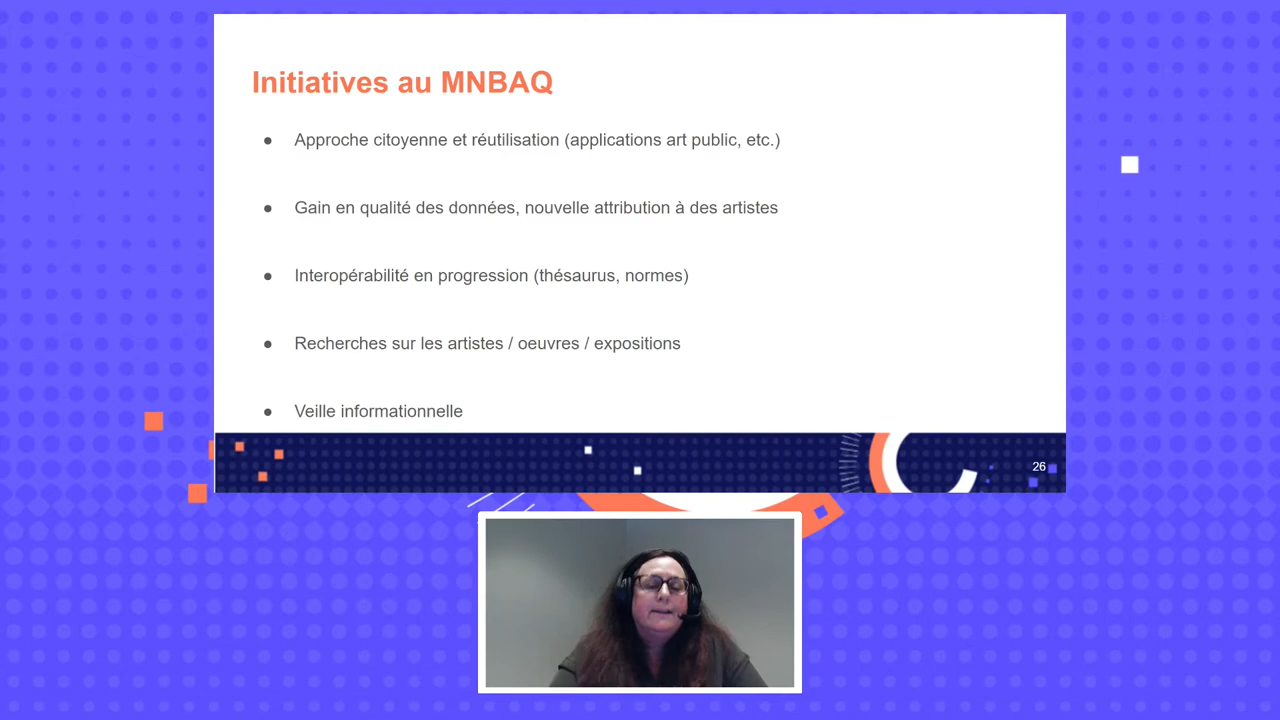 Initiatives au MNBAQ
● Approche citoyenne et réutilisation (applications art public, etc.)
● Gain en qualité des données, nouvelle attribution à des artistes
● Interopérabilité en progression (thésaurus, normes)
● Recherches sur les artistes / oeuvres / expositions
● Veille informationnelle
26